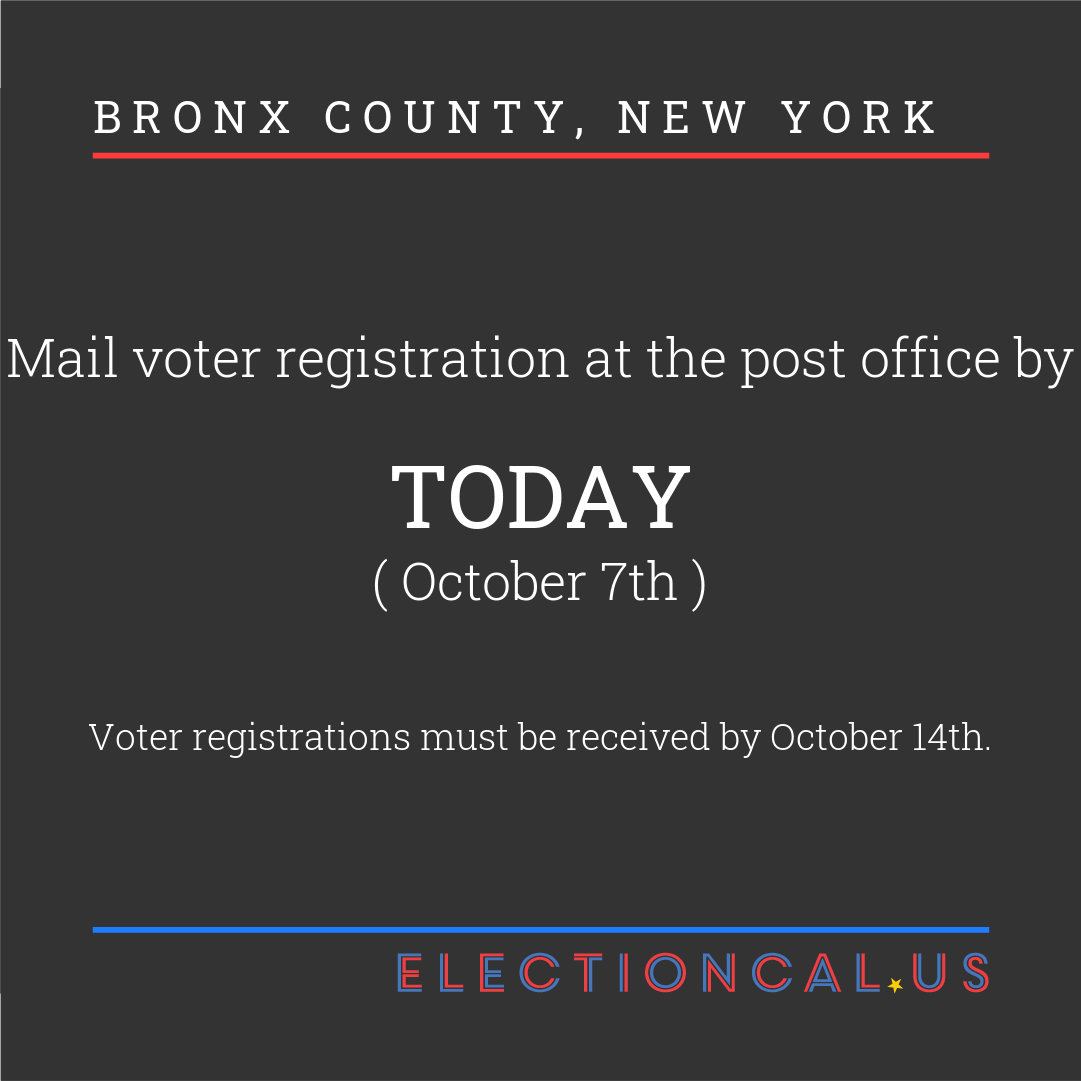 BRONX COUNTY, NEW YORK
Mail voter registration at the post office by
TODAY
( October 7th )
Voter registrations must be received by October 14th.
ELECTIONCAL.US